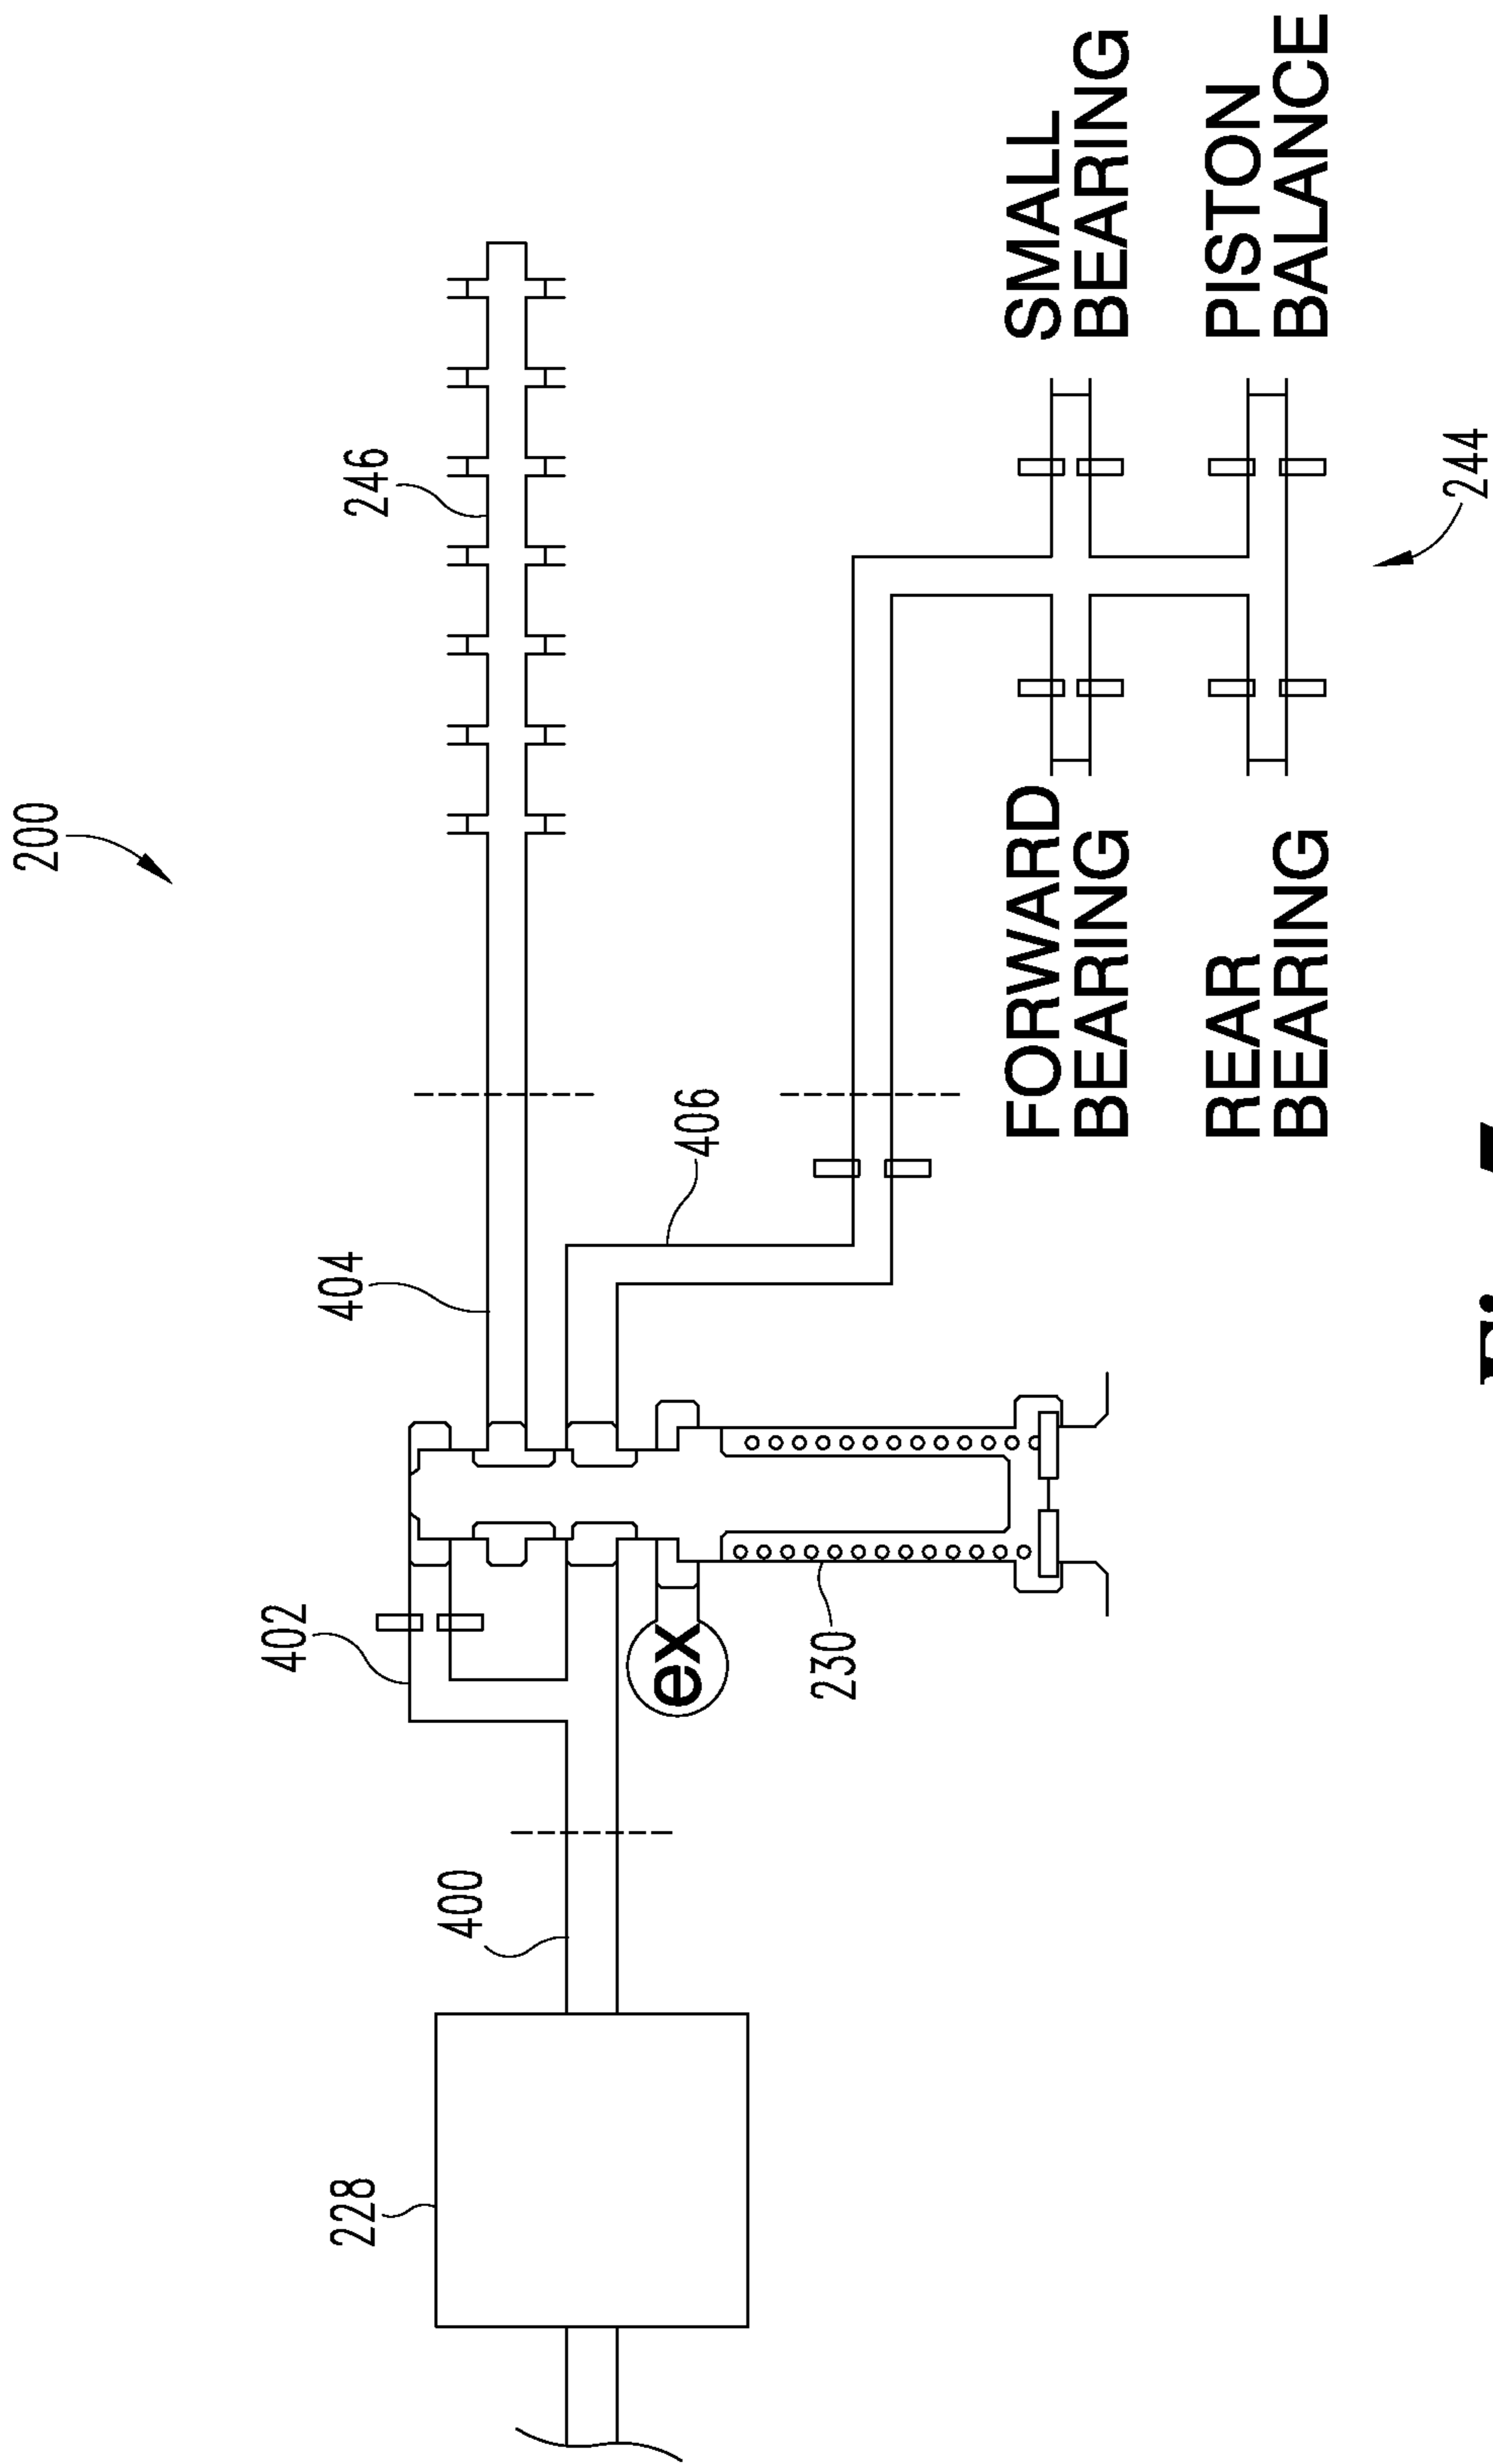 200
246
404
402
406
400
228
230
ex
SMALL
BEARING
FORWARD
BEARING
PISTON
BALANCE
REAR
BEARING
244